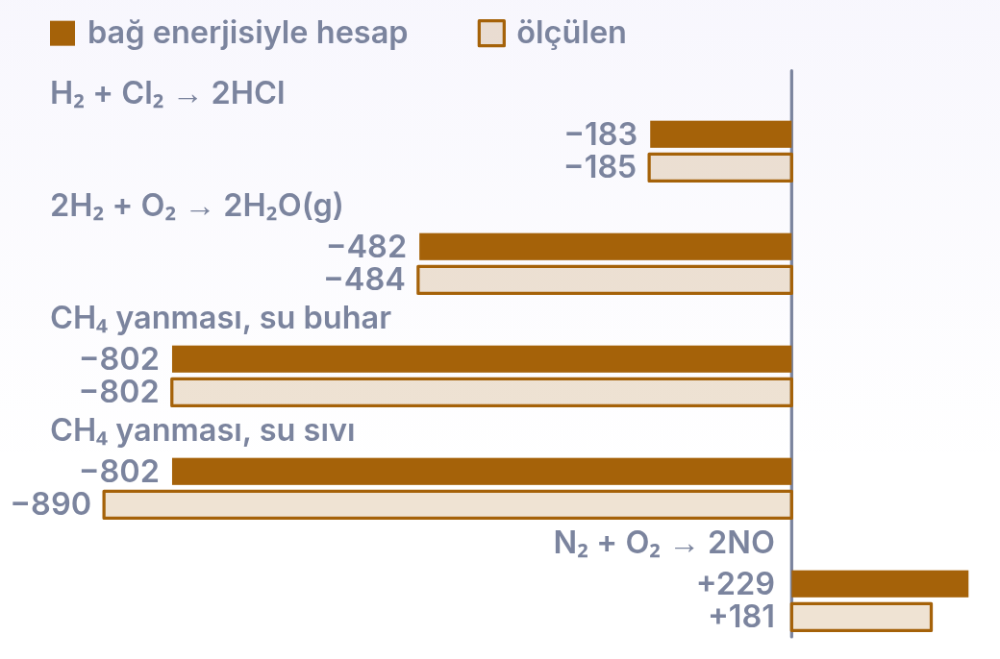 bağ enerjisiyle hesap ölçülen
H₂ + Cl₂ → 2HCl
−183
−185
2H₂ + O₂ → 2H₂O(g)
−482
−484
CH₄ yanması, su buhar
−802
−802
CH₄ yanması, su sıvı
−802
−890
N₂ + O₂ → 2NO
+229
+181